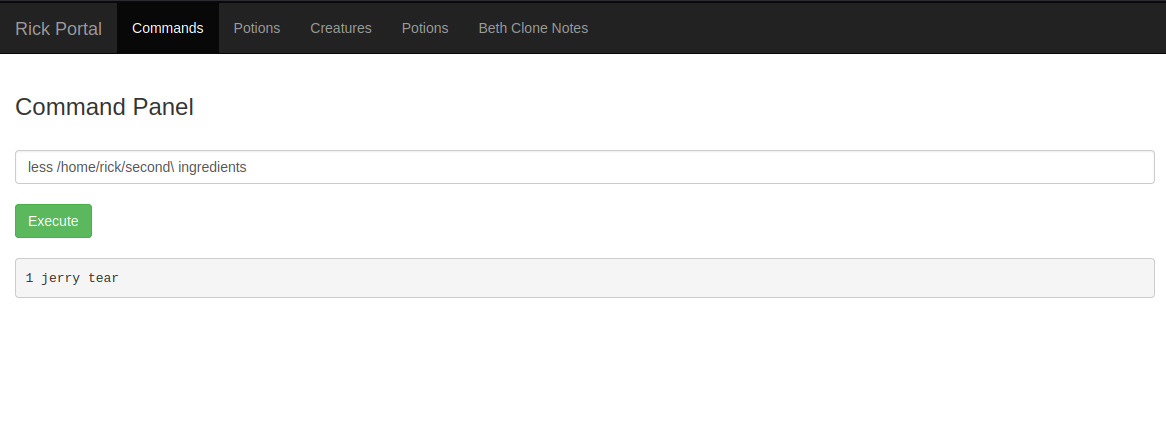 Rick Portal Commands Potions Creatures Potions Beth Clone Notes
Command Panel
less /home/rick/second\ ingredients
Execute
1 jerry tear